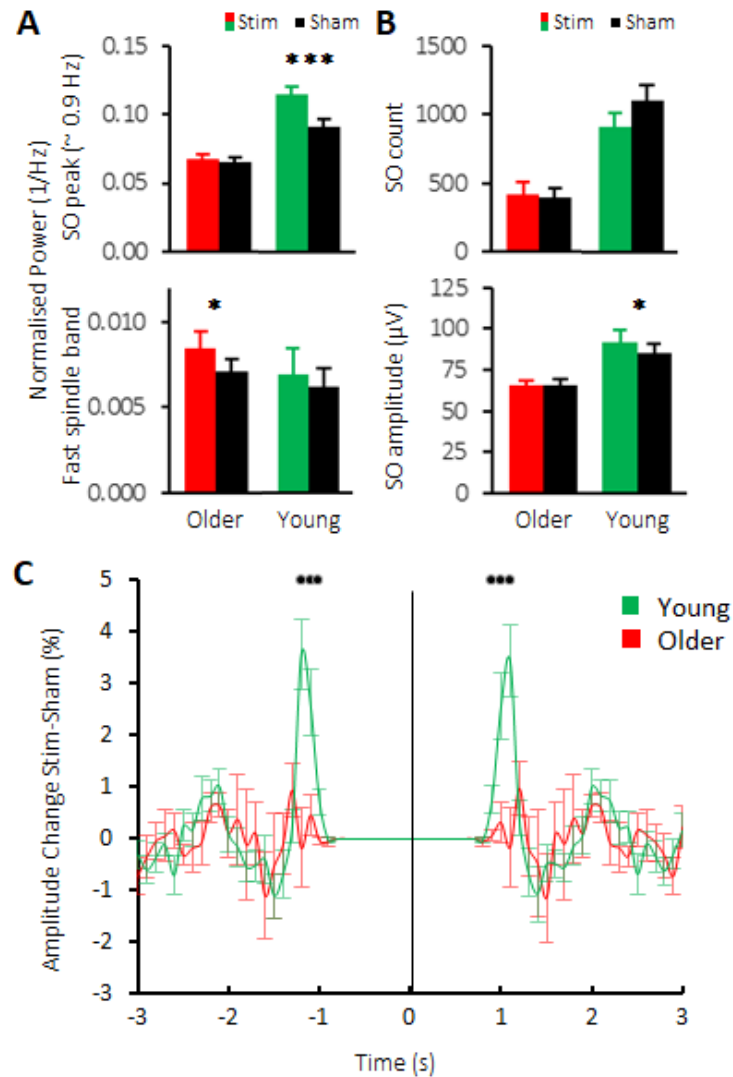 A
Stim Sham
Normalised Power (1/Hz)
SO peak (~ 0.9 Hz)
0.15
0.10
0.05
0.00
***
Fast spindle band
0.010
0.005
0.000
*
Older Young
B
Stim Sham
SO count
1500
1000
500
0
SO amplitude (µV)
125
100
75
50
25
0
*
Older Young
C
Amplitude Change Stim-Sham (%)
5
4
3
2
1
0
-1
-2
-3
●●● ●●●
Young
Older
-3 -2 -1 0 1 2 3
Time (s)